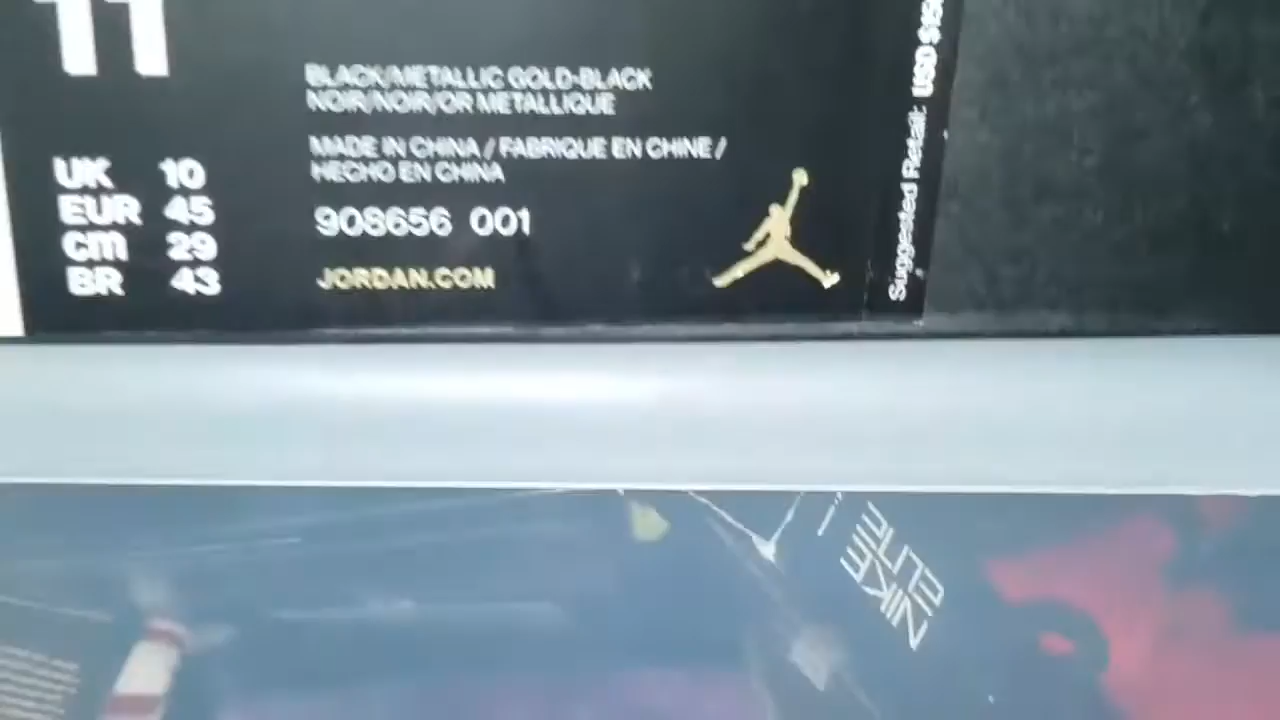 11
BLACK/METALLIC GOLD-BLACK
NOIR/NOIR/OR METALLIQUE
MADE IN CHINA / FABRIQUE EN CHINE /
HECHO EN CHINA
UK 10
EUR 45
cm 29
BR 43
908656 001
JORDAN.COM
Suggested Retail: USD $
NIKE